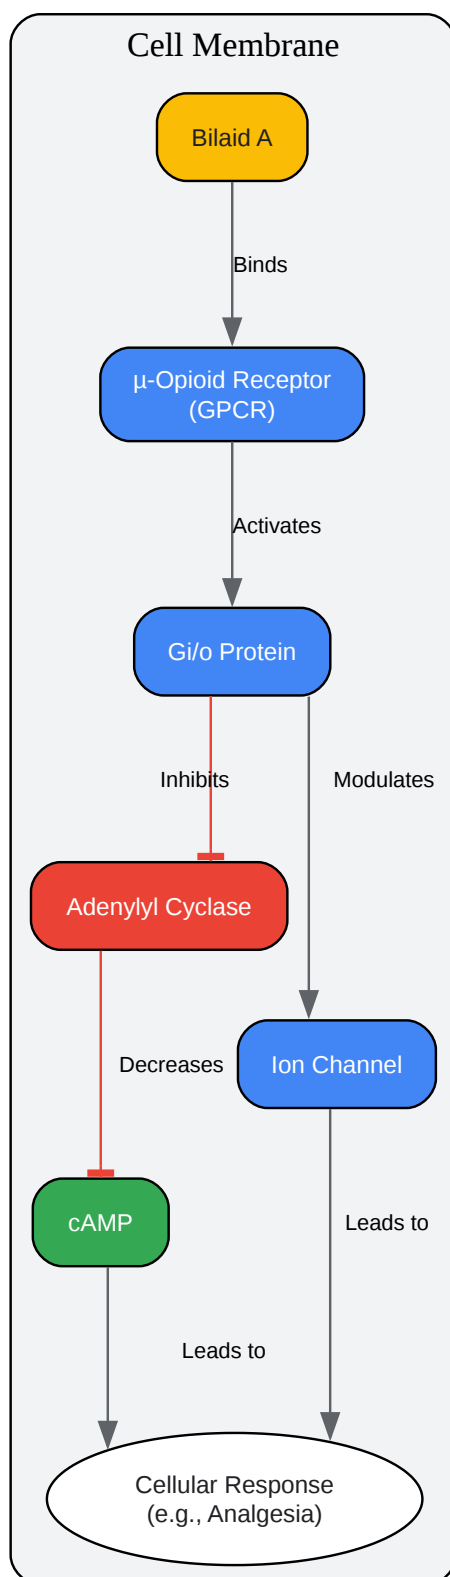 Cell Membrane
Bilaid A
Binds
µ-Opioid Receptor
(GPCR)
Activates
Gi/o Protein
Inhibits
Modulates
Adenylyl Cyclase
Decreases
Ion Channel
cAMP
Leads to
Leads to
Cellular Response
(e.g., Analgesia)